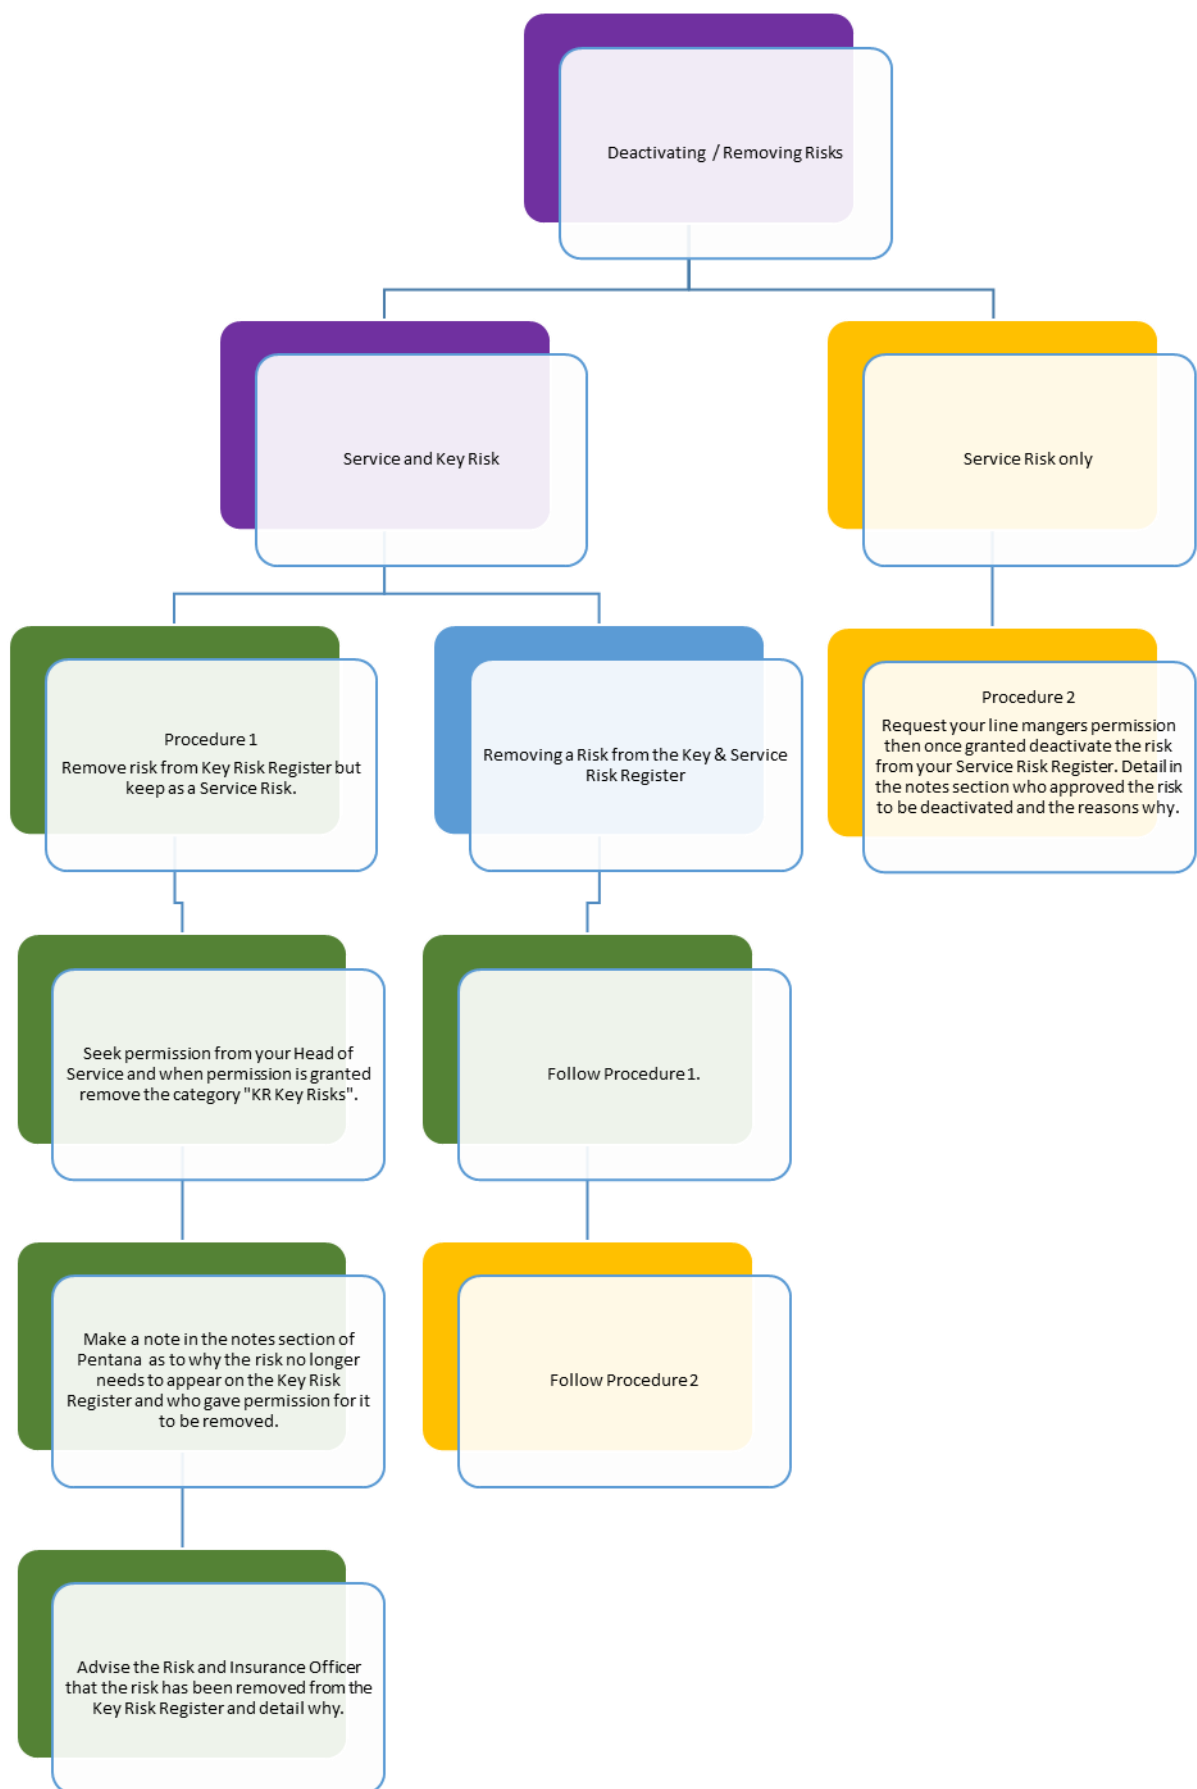 Deactivating / Removing Risks
Service and Key Risk
Service Risk only
Procedure 1
Remove risk from Key Risk Register but
keep as a Service Risk.
Removing a Risk from the Key & Service
Risk Register
Procedure 2
Request your line mangers permission
then once granted deactivate the risk
from your Service Risk Register. Detail in
the notes section who approved the risk
to be deactivated and the reasons why.
Seek permission from your Head of
Service and when permission is granted
remove the category "KR Key Risks".
Follow Procedure 1.
Make a note in the notes section of
Pentana as to why the risk no longer
needs to appear on the Key Risk
Register and who gave permission for it
to be removed.
Follow Procedure 2
Advise the Risk and Insurance Officer
that the risk has been removed from the
Key Risk Register and detail why.